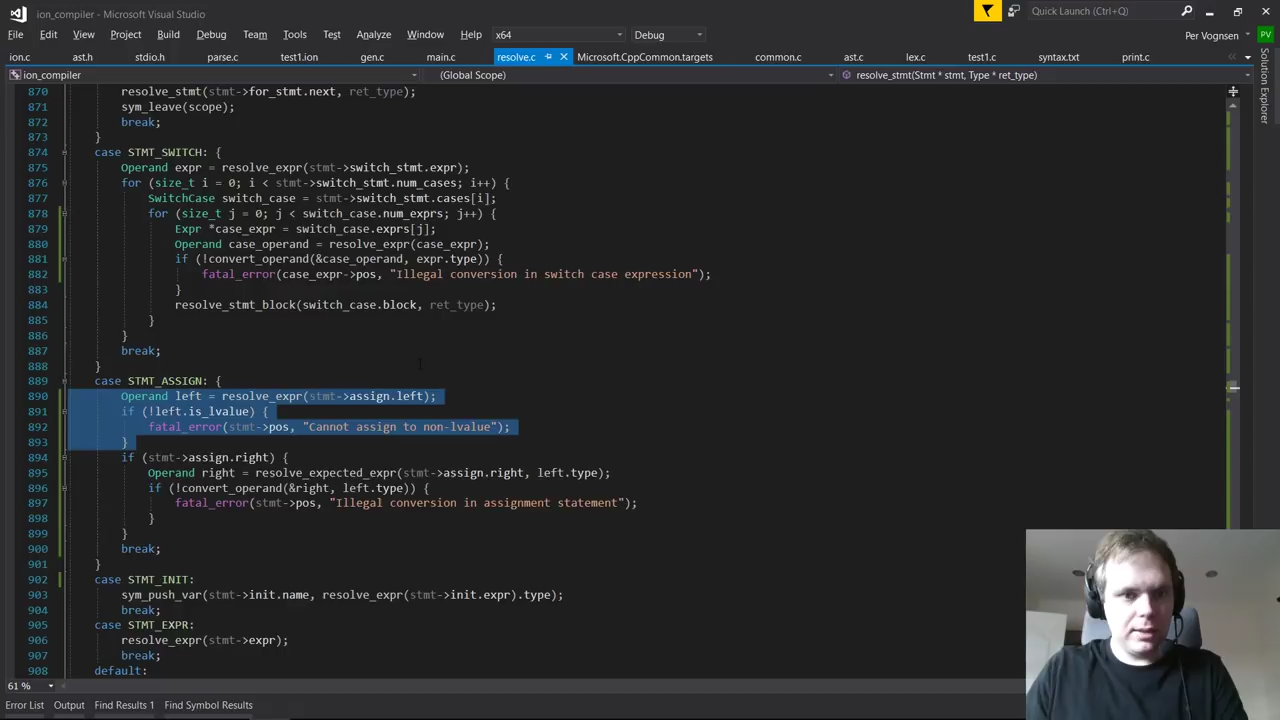 ion_compiler - Microsoft Visual Studio
Quick Launch (Ctrl+Q)
File Edit View Project Build Debug Team Tools Test Analyze Window Help x64 Debug Per Vognsen PV
ion.c ast.h stdio.h parse.c test1.ion gen.c main.c resolve.c Microsoft.CppCommon.targets common.c ast.c lex.c test1.c syntax.txt print.c
ion_compiler (Global Scope) resolve_stmt(Stmt * stmt, Type * ret_type)
Solution Explorer
870 resolve_stmt(stmt->for_stmt.next, ret_type);
871 sym_leave(scope);
872 break;
873 }
874 case STMT_SWITCH: {
875 Operand expr = resolve_expr(stmt->switch_stmt.expr);
876 for (size_t i = 0; i < stmt->switch_stmt.num_cases; i++) {
877 SwitchCase switch_case = stmt->switch_stmt.cases[i];
878 for (size_t j = 0; j < switch_case.num_exprs; j++) {
879 Expr *case_expr = switch_case.exprs[j];
880 Operand case_operand = resolve_expr(case_expr);
881 if (!convert_operand(&case_operand, expr.type)) {
882 fatal_error(case_expr->pos, "Illegal conversion in switch case expression");
883 }
884 resolve_stmt_block(switch_case.block, ret_type);
885 }
886 }
887 break;
888 }
889 case STMT_ASSIGN: {
890 Operand left = resolve_expr(stmt->assign.left);
891 if (!left.is_lvalue) {
892 fatal_error(stmt->pos, "Cannot assign to non-lvalue");
893 }
894 if (stmt->assign.right) {
895 Operand right = resolve_expected_expr(stmt->assign.right, left.type);
896 if (!convert_operand(&right, left.type)) {
897 fatal_error(stmt->pos, "Illegal conversion in assignment statement");
898 }
899 }
900 break;
901 }
902 case STMT_INIT:
903 sym_push_var(stmt->init.name, resolve_expr(stmt->init.expr).type);
904 break;
905 case STMT_EXPR:
906 resolve_expr(stmt->expr);
907 break;
908 default:
61 %
Error List Output Find Results 1 Find Symbol Results